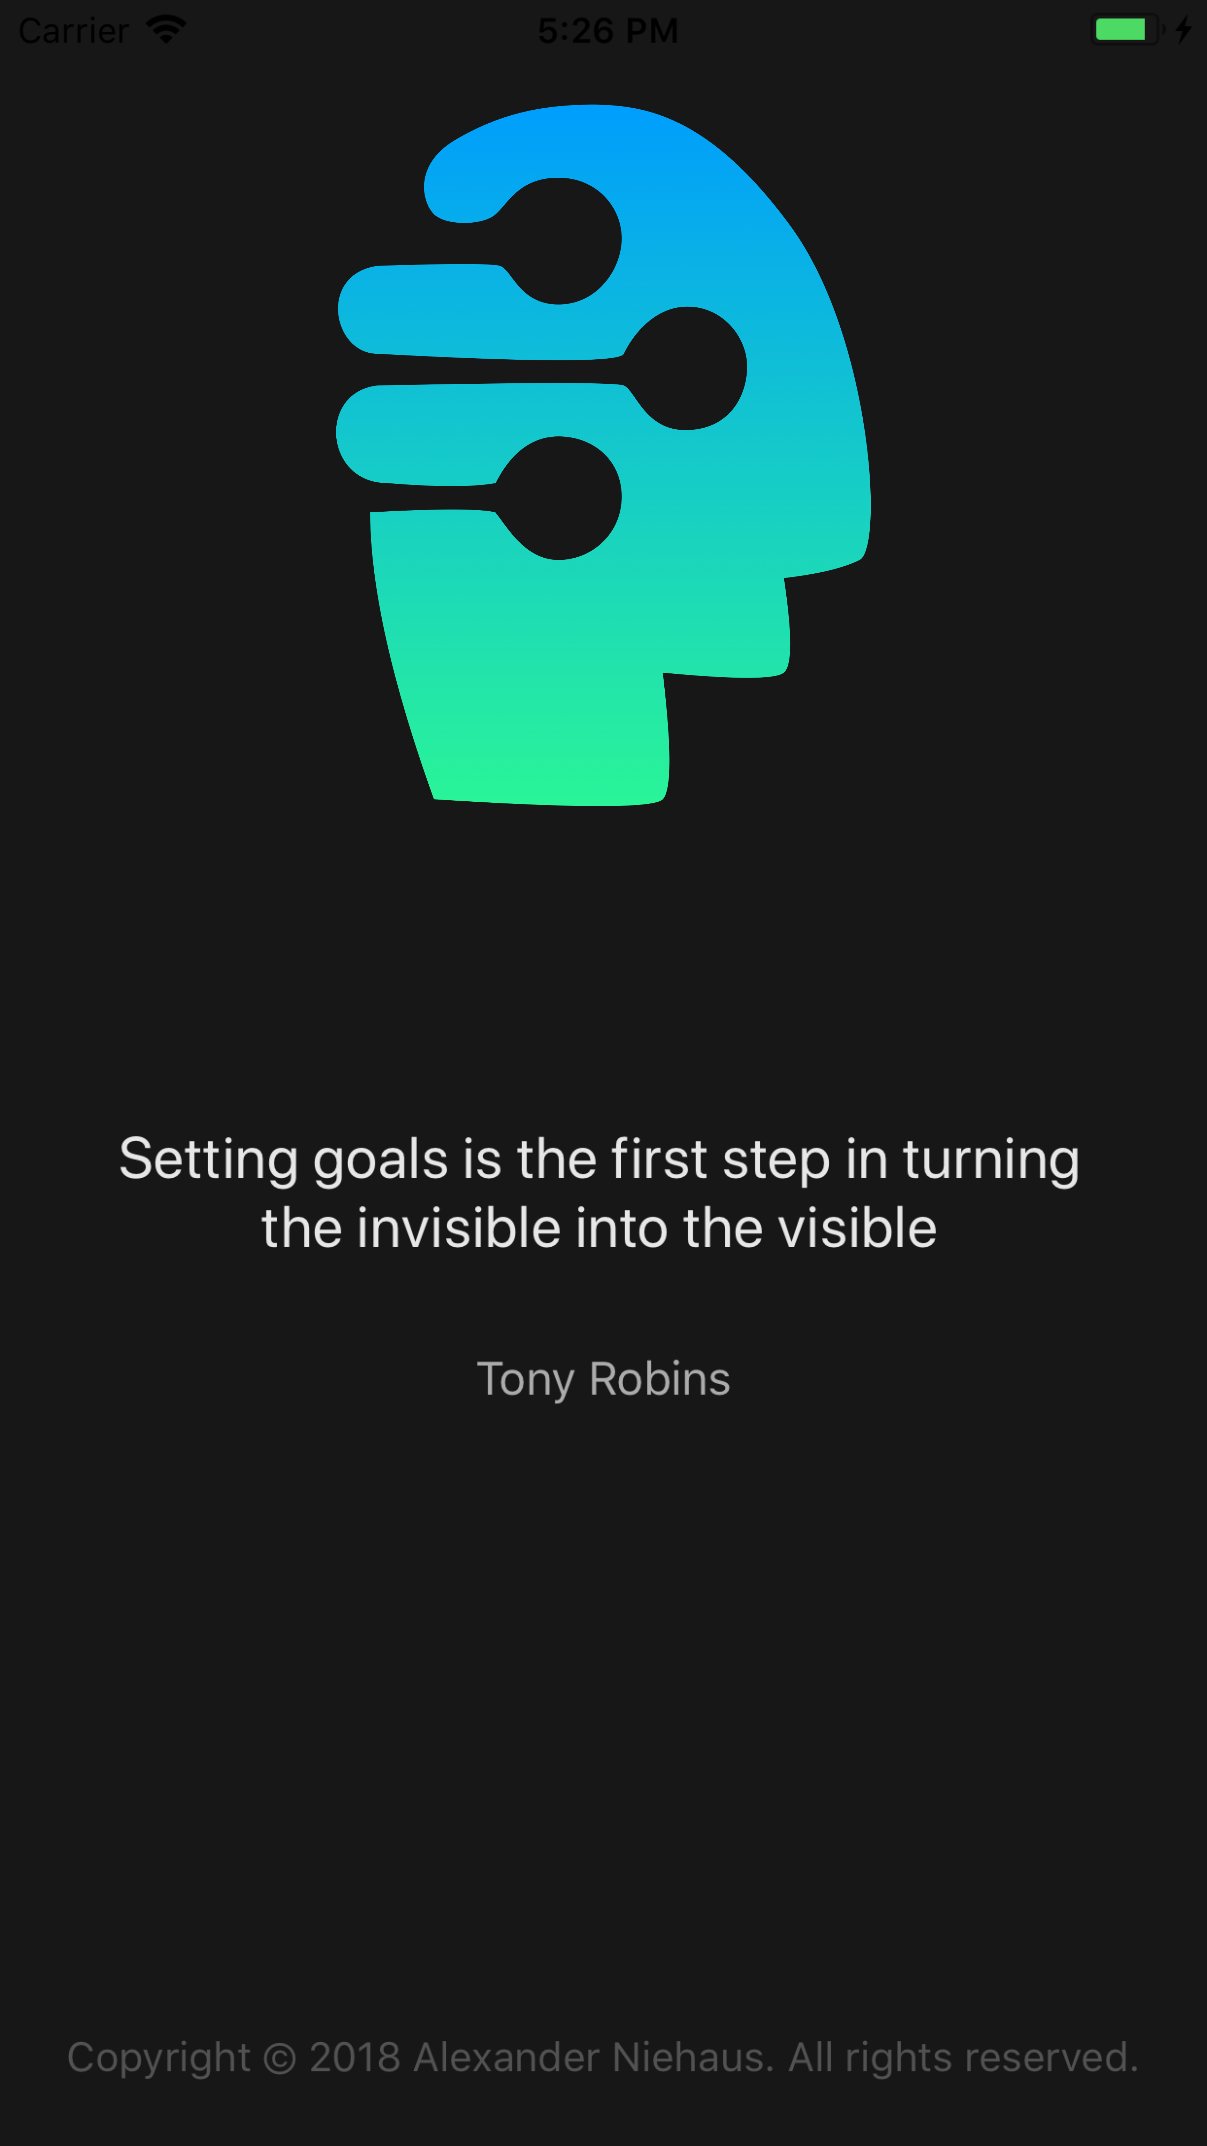 Carrier 5:26 PM
Setting goals is the first step in turning
the invisible into the visible
Tony Robins
Copyright © 2018 Alexander Niehaus. All rights reserved.